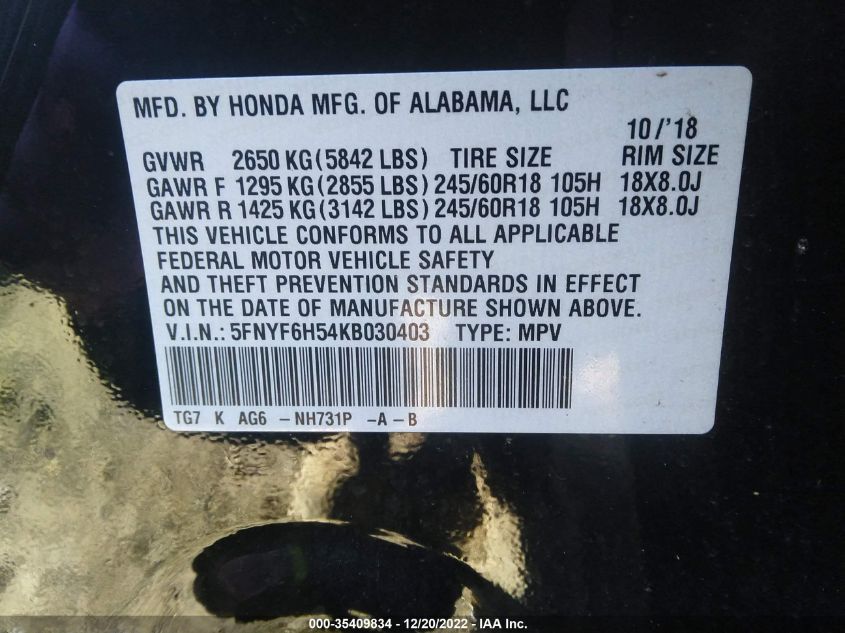 MFD. BY HONDA MFG. OF ALABAMA, LLC
10/'18
GVWR 2650 KG(5842 LBS) TIRE SIZE RIM SIZE
GAWR F 1295 KG(2855 LBS) 245/60R18 105H 18X8.0J
GAWR R 1425 KG(3142 LBS) 245/60R18 105H 18X8.0J
THIS VEHICLE CONFORMS TO ALL APPLICABLE
FEDERAL MOTOR VEHICLE SAFETY
AND THEFT PREVENTION STANDARDS IN EFFECT
ON THE DATE OF MANUFACTURE SHOWN ABOVE.
V.I.N.: 5FNYF6H54KB030403 TYPE: MPV
TG7 K AG6 -NH731P -A-B
000-35409834 - 12/20/2022 - IAA Inc.